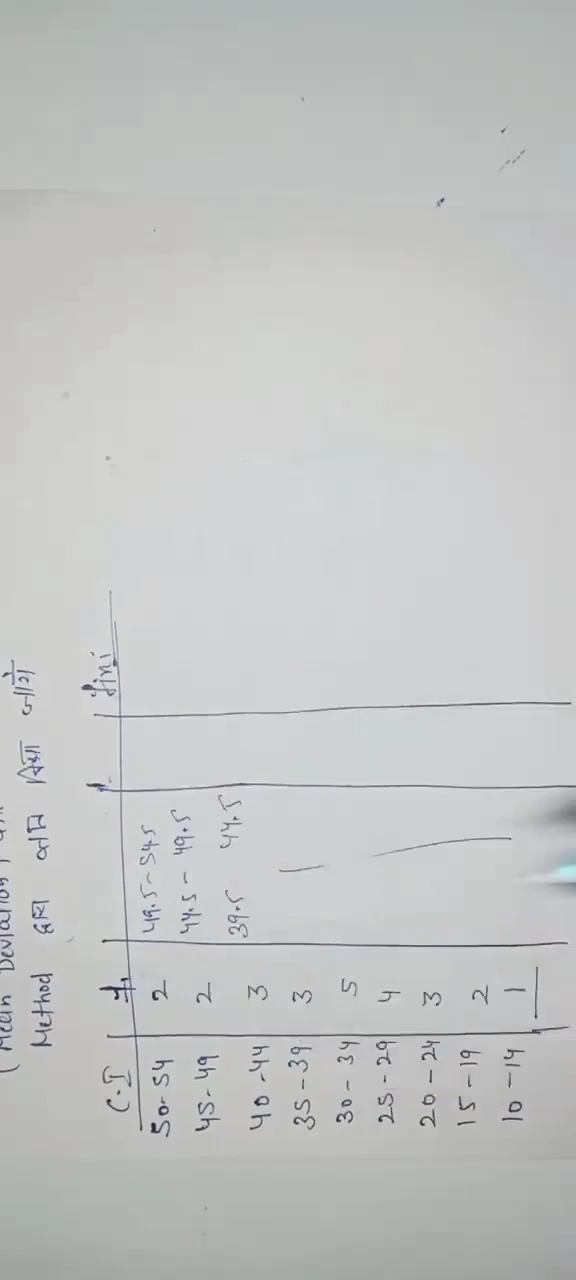 (Mean Deviation
Method द्वारा ज्ञात किया जाये
C.I f. f. fixi
50-54 2 49.5-54.5
45-49 2 44.5-49.5
40-44 3 39.5 44.5
35-39 3
30-34 5
25-29 4
20-24 3
15-19 2
10-14 1